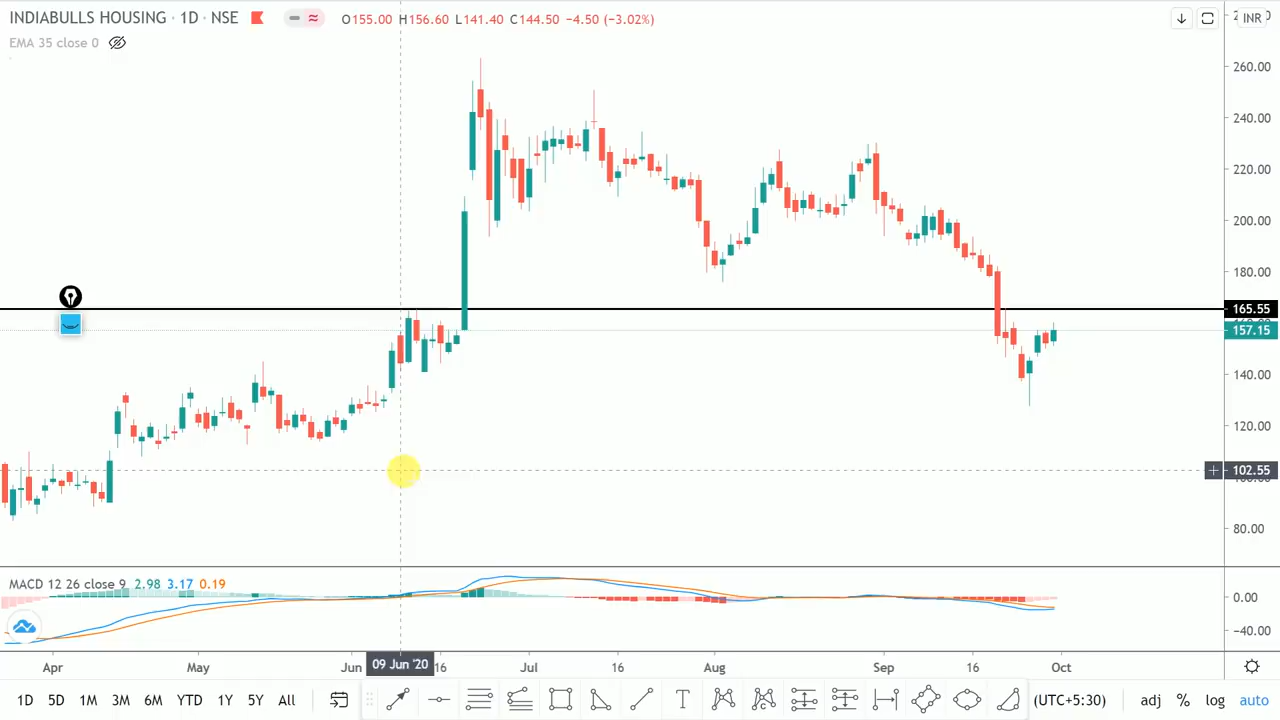 INDIABULLS HOUSING · 1D · NSE O155.00 H156.60 L141.40 C144.50 −4.50 (−3.02%) INR
EMA 35 close 0
260.00
240.00
220.00
200.00
180.00
165.55
157.15
140.00
120.00
102.55
80.00
MACD 12 26 close 9 2.98 3.17 0.19
0.00
−40.00
Apr May Jun 09 Jun '20 16 Jul 16 Aug Sep 16 Oct
1D 5D 1M 3M 6M YTD 1Y 5Y All T (UTC+5:30) adj % log auto